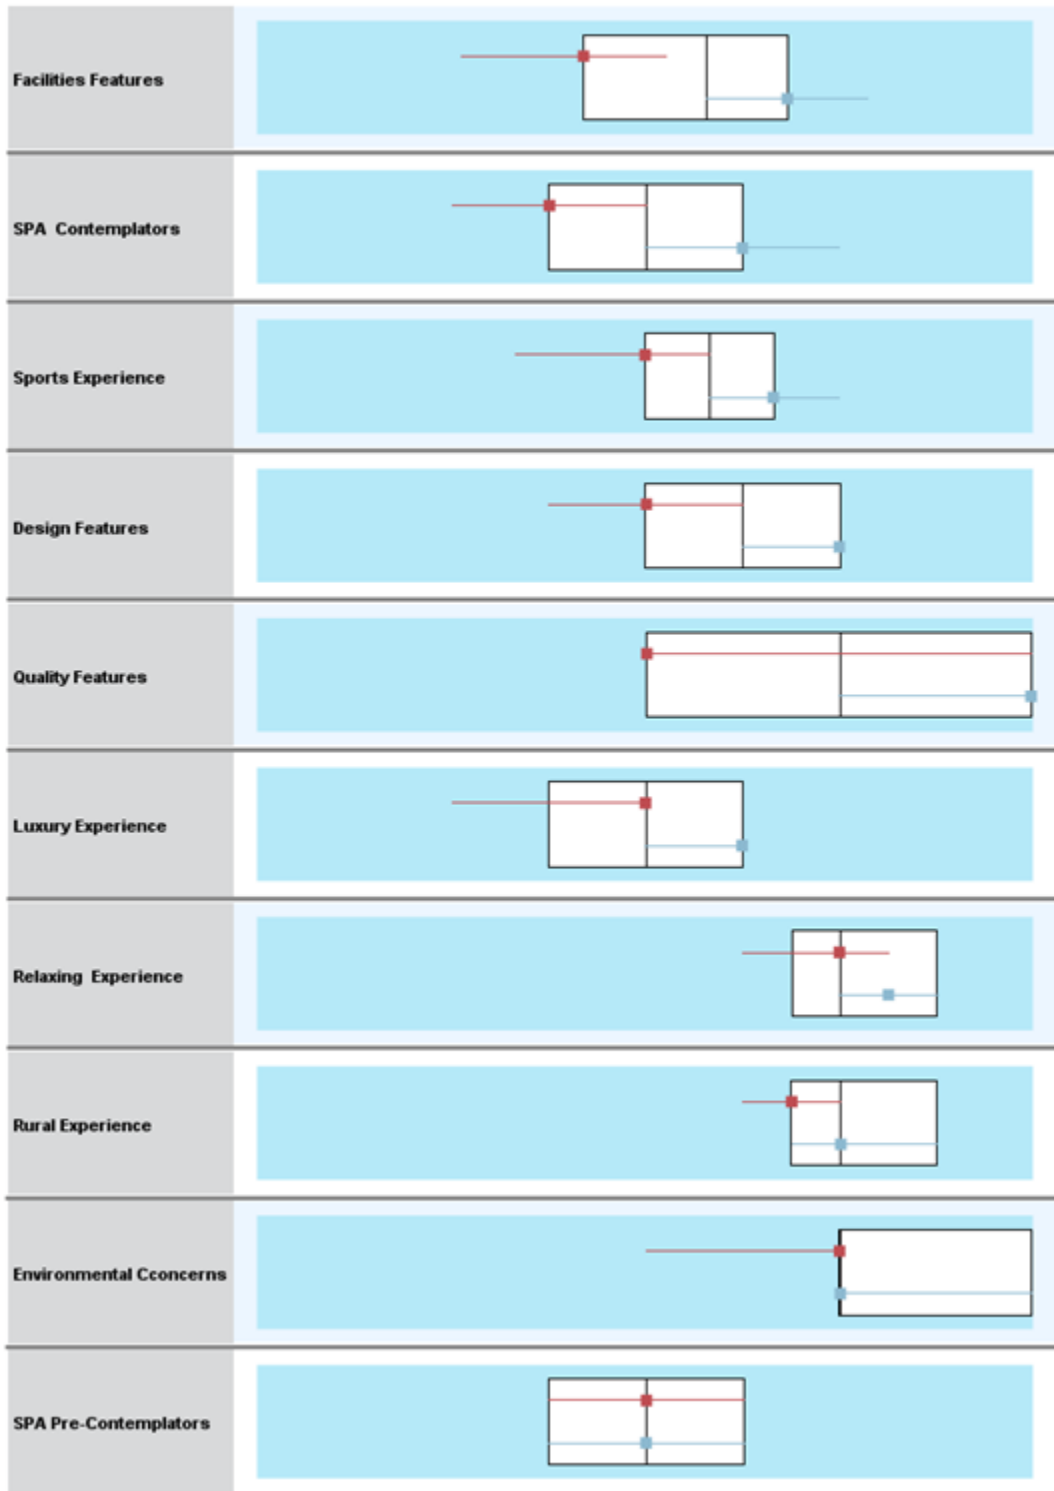 Facilities Features
SPA Contemplators
Sports Experience
Design Features
Quality Features
Luxury Experience
Relaxing Experience
Rural Experience
Environmental Cconcerns
SPA Pre-Contemplators